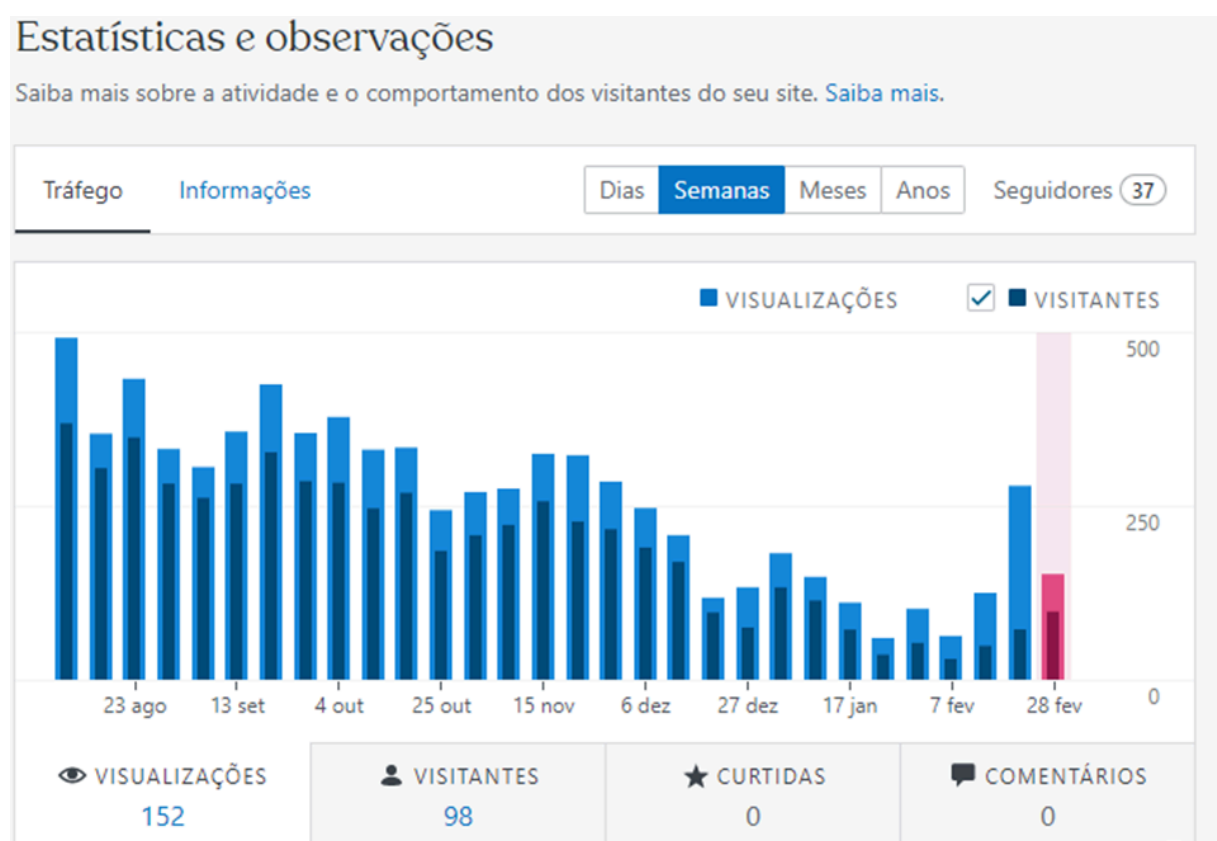 Estatísticas e observações
Saiba mais sobre a atividade e o comportamento dos visitantes do seu site. Saiba mais.
Tráfego Informações Dias Semanas Meses Anos Seguidores 37
VISUALIZAÇÕES VISITANTES
500
250
0
23 ago 13 set 4 out 25 out 15 nov 6 dez 27 dez 17 jan 7 fev 28 fev
VISUALIZAÇÕES VISITANTES CURTIDAS COMENTÁRIOS
152 98 0 0